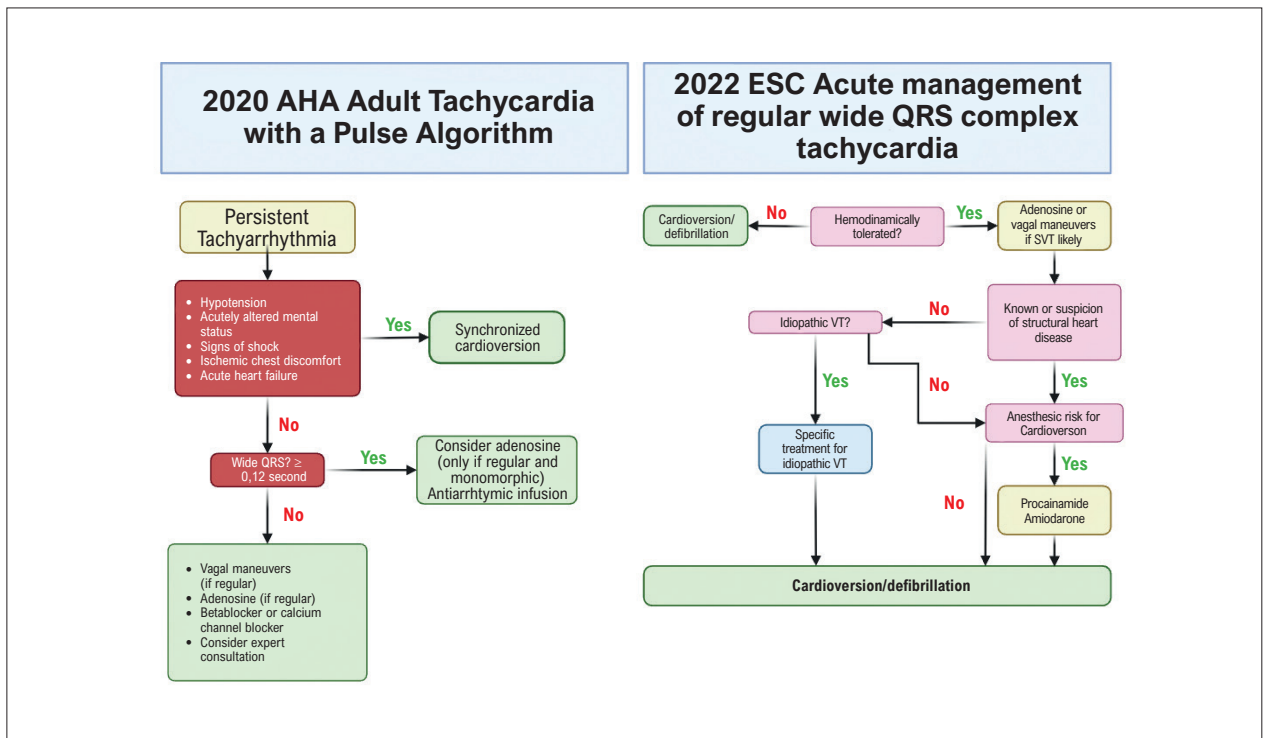 2020 AHA Adult Tachycardia
with a Pulse Algorithm
Persistent
Tachyarrhythmia
• Hypotension
• Acutely altered mental
status
• Signs of shock
• Ischemic chest discomfort
• Acute heart failure
Yes
Synchronized
cardioversion
No
Wide QRS? ≥
0,12 second
Yes
Consider adenosine
(only if regular and
monomorphic)
Antiarrhtymic infusion
No
• Vagal maneuvers
(if regular)
• Adenosine (if regular)
• Betablocker or calcium
channel blocker
• Consider expert
consultation
2022 ESC Acute management
of regular wide QRS complex
tachycardia
Cardioversion/
defibrillation
No
Hemodinamically
tolerated?
Yes
Adenosine or
vagal maneuvers
if SVT likely
Known or suspicion
of structural heart
disease
No
Idiopathic VT?
Yes
No
Yes
Specific
treatment for
idiopathic VT
Anesthesic risk for
Cardioverson
Yes
No
Procainamide
Amiodarone
Cardioversion/defibrillation